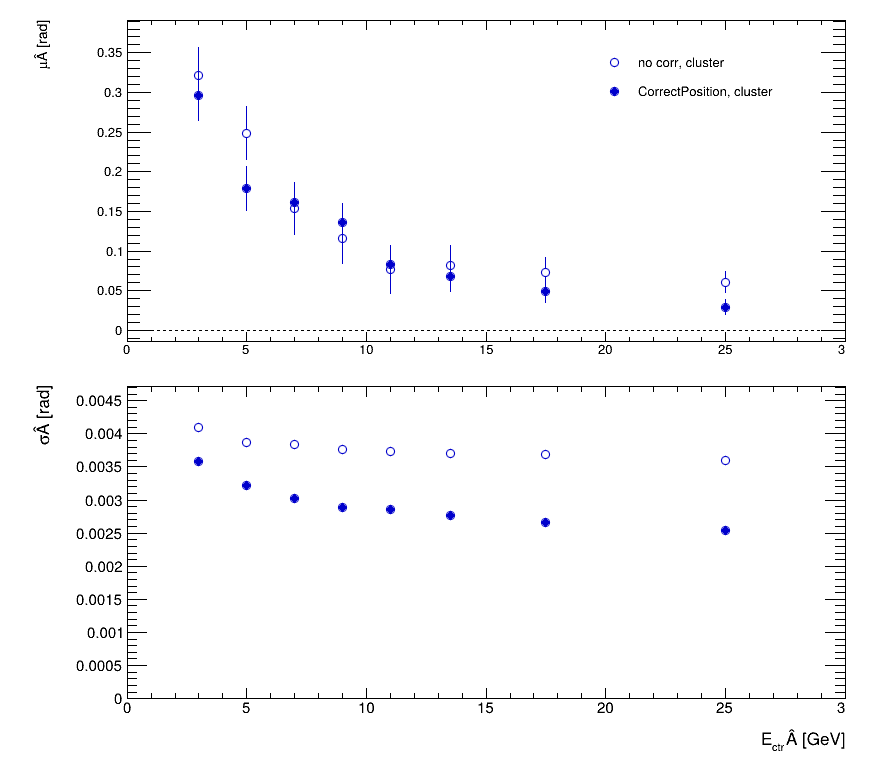 μÂ [rad]
0.35
0.3
0.25
0.2
0.15
0.1
0.05
0
no corr, cluster
CorrectPosition, cluster
0 5 10 15 20 25 3
σÂ [rad]
0.0045
0.004
0.0035
0.003
0.0025
0.002
0.0015
0.001
0.0005
0
0 5 10 15 20 25 3
EctrÂ [GeV]